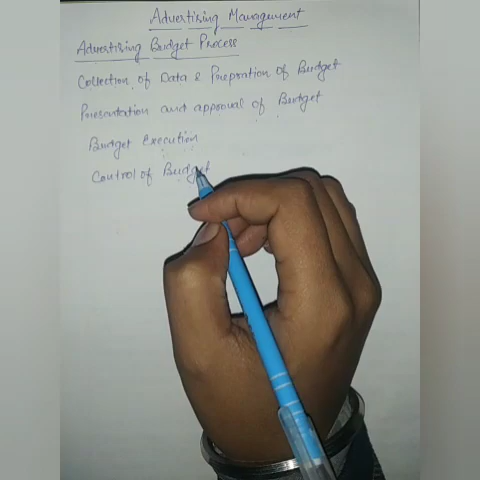 Advertising Management
Advertising Budget Process
Collection of Data & Prepration of Budget
Presentation and approval of Budget
Budget Execution
Control of Budget